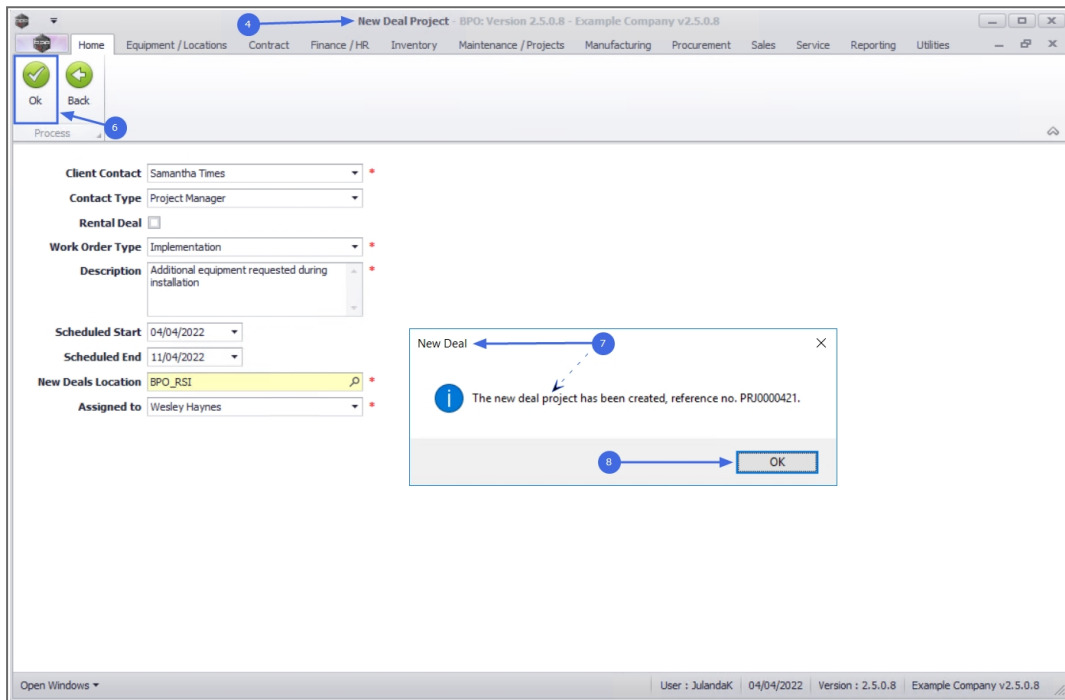 4
New Deal Project - BPO: Version 2.5.0.8 - Example Company v2.5.0.8
Home Equipment / Locations Contract Finance / HR Inventory Maintenance / Projects Manufacturing Procurement Sales Service Reporting Utilities
Ok Back
6
Process
Client Contact Samantha Times *
Contact Type Project Manager
Rental Deal
Work Order Type Implementation *
Description Additional equipment requested during *
installation
Scheduled Start 04/04/2022
Scheduled End 11/04/2022
New Deals Location BPO_RSI *
Assigned to Wesley Haynes *
New Deal 7
The new deal project has been created, reference no. PRJ0000421.
8 OK
Open Windows User : JulandaK 04/04/2022 Version : 2.5.0.8 Example Company v2.5.0.8